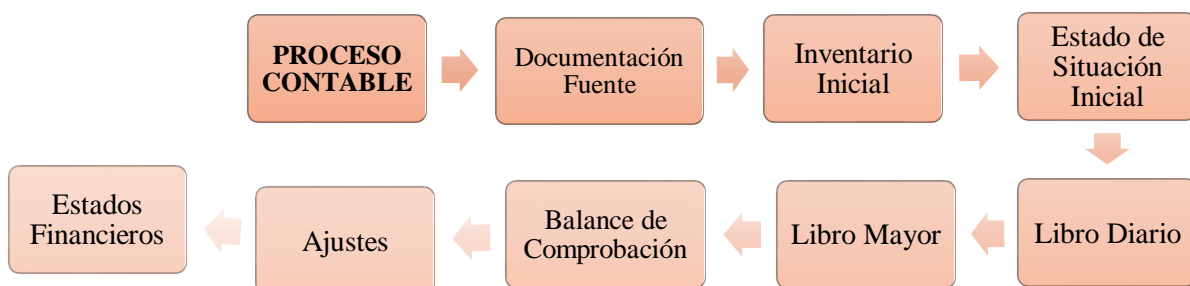 PROCESO
CONTABLE
Documentación
Fuente
Inventario
Inicial
Estado de
Situación
Inicial
Libro Diario
Libro Mayor
Balance de
Comprobación
Ajustes
Estados
Financieros